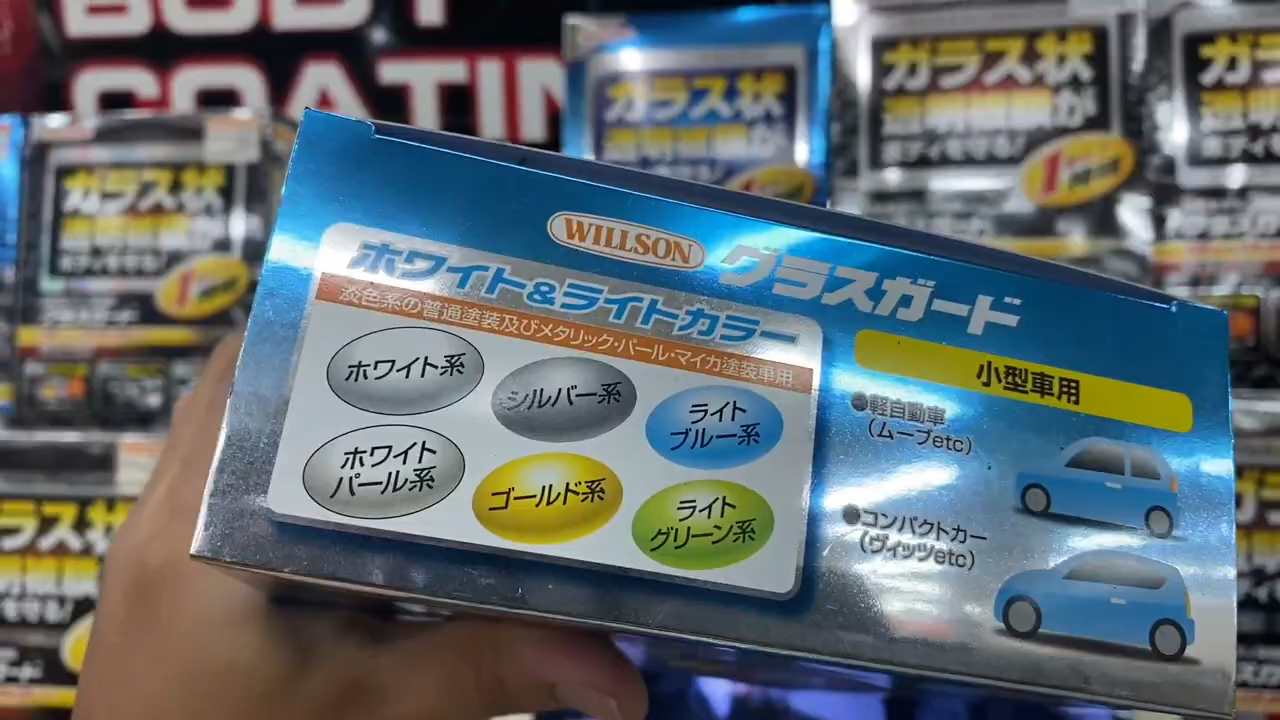 BODY
COATIN
ガラス状
ガラス状
ガラス状
WILLSON グラスガード
ホワイト&ライトカラー
淡色系の普通塗装及びメタリック・パール・マイカ塗装車用
ホワイト系
シルバー系
ライト
ブルー系
ホワイト
パール系
ゴールド系
ライト
グリーン系
小型車用
●軽自動車
(ムーブetc)
●コンパクトカー
(ヴィッツetc)